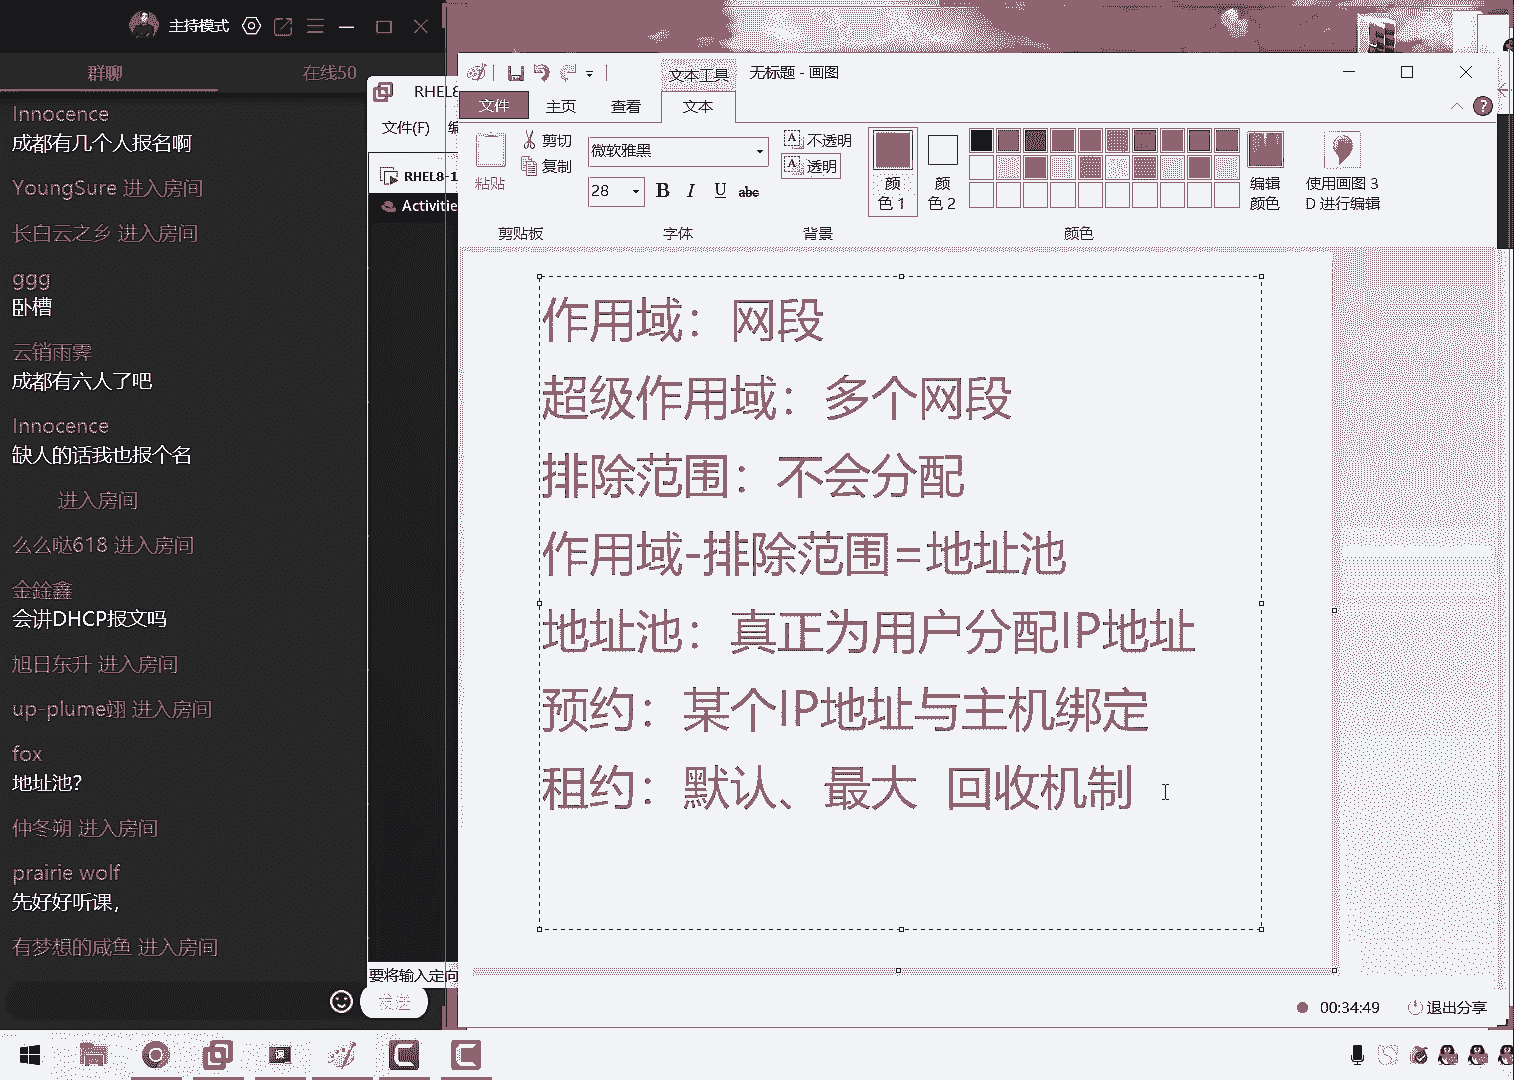 主持模式
群聊
在线50
Innocence
成都有几个人报名啊
YoungSure 进入房间
长白云之乡 进入房间
ggg
卧槽
云销雨霁
成都有六人了吧
Innocence
缺人的话我也报个名
进入房间
么么哒618 进入房间
金銓鑫
会讲DHCP报文吗
旭日东升 进入房间
up-plume翊 进入房间
fox
地址池?
仲冬朔 进入房间
prairie wolf
先好好听课，
有梦想的咸鱼 进入房间
发送
RHEL8
文件(F) 编
RHEL8-1
Activitie
要将输入定向
文本工具
无标题 - 画图
文件
主页
查看
文本
粘贴
剪切
复制
剪贴板
微软雅黑
28
B I U abc
字体
不透明
透明
背景
颜
色 1
颜
色 2
编辑
颜色
颜色
使用画图 3
D 进行编辑
作用域：网段
超级作用域：多个网段
排除范围：不会分配
作用域-排除范围=地址池
地址池：真正为用户分配IP地址
预约：某个IP地址与主机绑定
租约：默认、最大 回收机制
00:34:49
退出分享